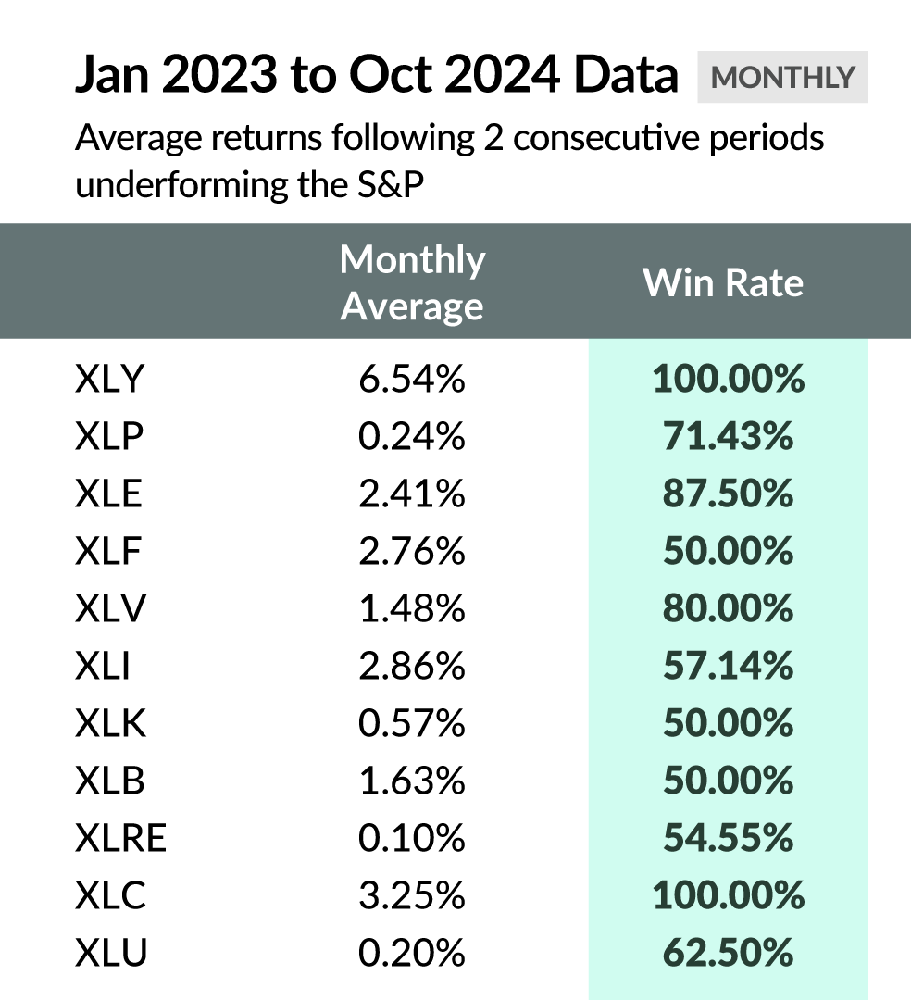 Jan 2023 to Oct 2024 Data MONTHLY
Average returns following 2 consecutive periods
underforming the S&P
Monthly
Average Win Rate
XLY 6.54% 100.00%
XLP 0.24% 71.43%
XLE 2.41% 87.50%
XLF 2.76% 50.00%
XLV 1.48% 80.00%
XLI 2.86% 57.14%
XLK 0.57% 50.00%
XLB 1.63% 50.00%
XLRE 0.10% 54.55%
XLC 3.25% 100.00%
XLU 0.20% 62.50%